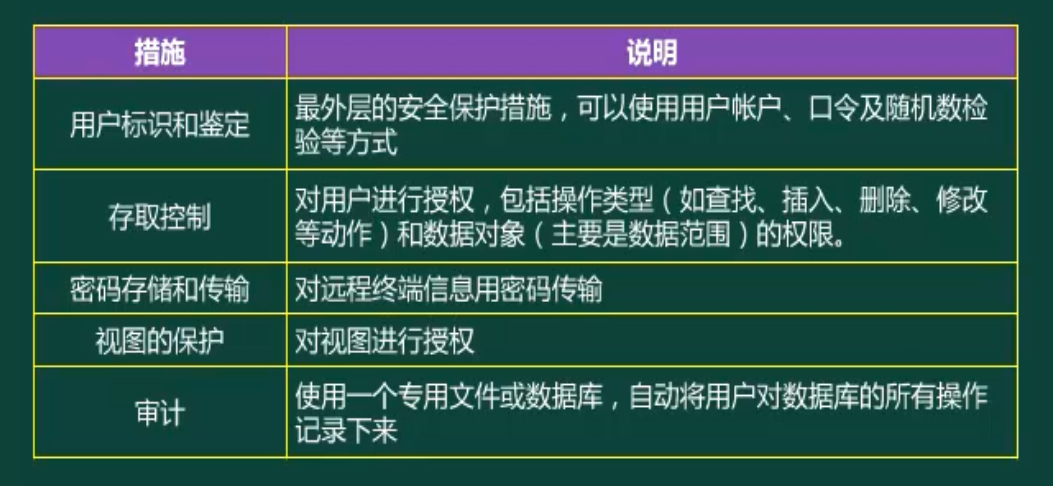 措施
说明
用户标识和鉴定
最外层的安全保护措施，可以使用用户帐户、口令及随机数检
验等方式
存取控制
对用户进行授权，包括操作类型（如查找、插入、删除、修改
等动作）和数据对象（主要是数据范围）的权限。
密码存储和传输
对远程终端信息用密码传输
视图的保护
对视图进行授权
审计
使用一个专用文件或数据库，自动将用户对数据库的所有操作
记录下来